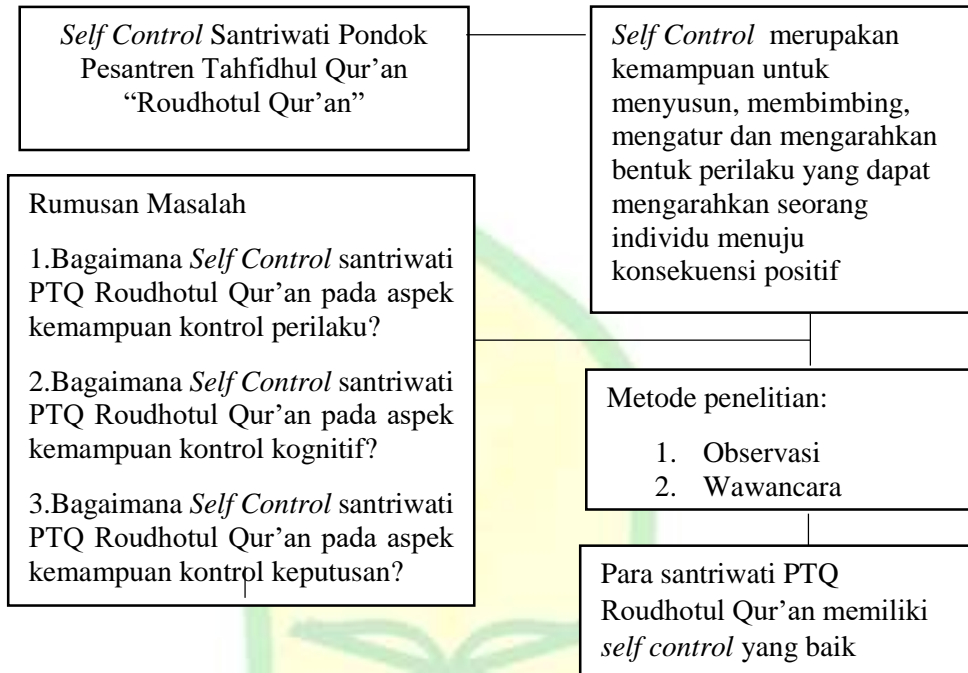 Self Control Santriwati Pondok
Pesantren Tahfidhul Qur'an
“Roudhotul Qur'an”
Self Control merupakan
kemampuan untuk
menyusun, membimbing,
mengatur dan mengarahkan
bentuk perilaku yang dapat
mengarahkan seorang
individu menuju
konsekuensi positif
Rumusan Masalah
1.Bagaimana Self Control santriwati
PTQ Roudhotul Qur'an pada aspek
kemampuan kontrol perilaku?
2.Bagaimana Self Control santriwati
PTQ Roudhotul Qur'an pada aspek
kemampuan kontrol kognitif?
3.Bagaimana Self Control santriwati
PTQ Roudhotul Qur'an pada aspek
kemampuan kontrol keputusan?
Metode penelitian:
1. Observasi
2. Wawancara
Para santriwati PTQ
Roudhotul Qur'an memiliki
self control yang baik